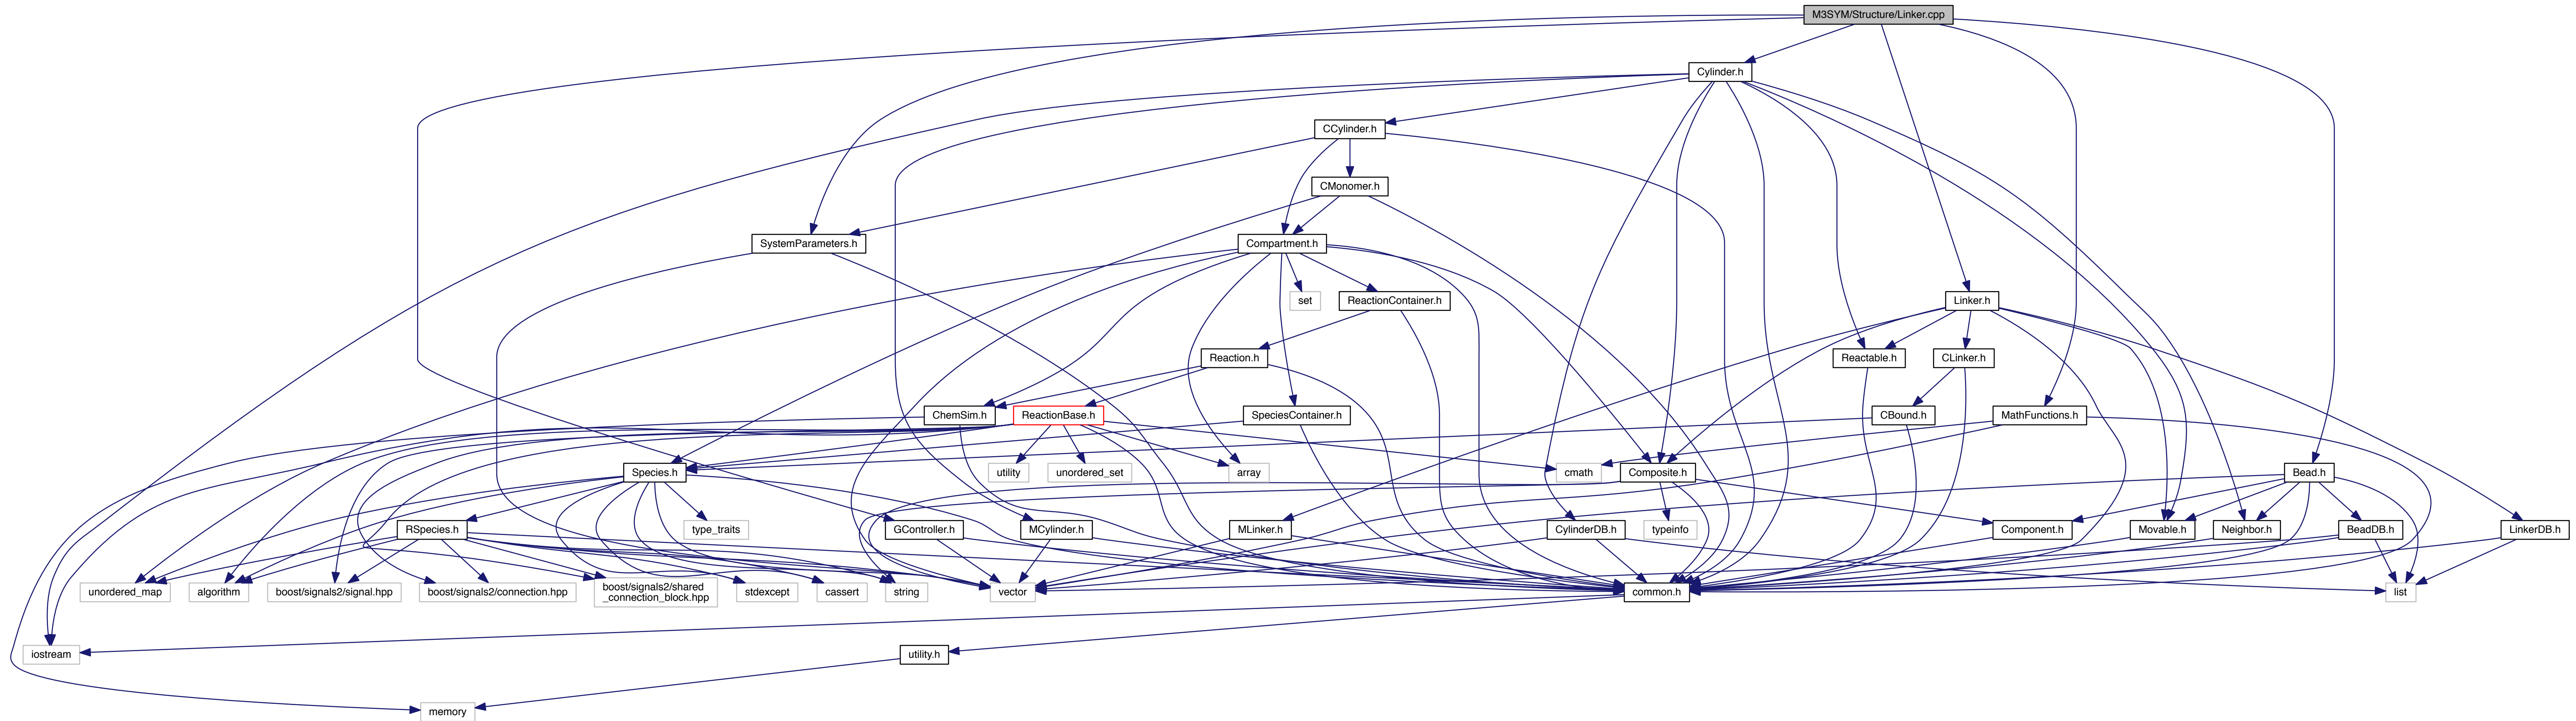 M3SYM/Structure/Linker.cpp
Cylinder.h
CCylinder.h
CMonomer.h
SystemParameters.h
Compartment.h
set
ReactionContainer.h
Linker.h
Reaction.h
Reactable.h
CLinker.h
ChemSim.h
ReactionBase.h
SpeciesContainer.h
CBound.h
MathFunctions.h
Species.h
utility
unordered_set
array
cmath
Composite.h
Bead.h
RSpecies.h
type_traits
GController.h
MCylinder.h
MLinker.h
CylinderDB.h
typeinfo
Component.h
Movable.h
Neighbor.h
BeadDB.h
LinkerDB.h
unordered_map
algorithm
boost/signals2/signal.hpp
boost/signals2/connection.hpp
boost/signals2/shared
_connection_block.hpp
stdexcept
cassert
string
vector
common.h
list
iostream
utility.h
memory